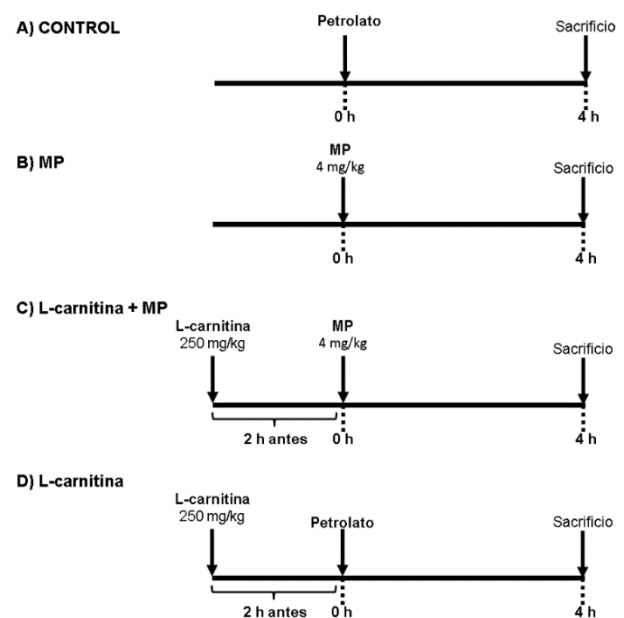 A) CONTROL
Petrolato
Sacrificio
0 h
4 h
B) MP
MP
4 mg/kg
Sacrificio
0 h
4 h
C) L-carnitina + MP
L-carnitina
250 mg/kg
MP
4 mg/kg
Sacrificio
2 h antes
0 h
4 h
D) L-carnitina
L-carnitina
250 mg/kg
Petrolato
Sacrificio
2 h antes
0 h
4 h